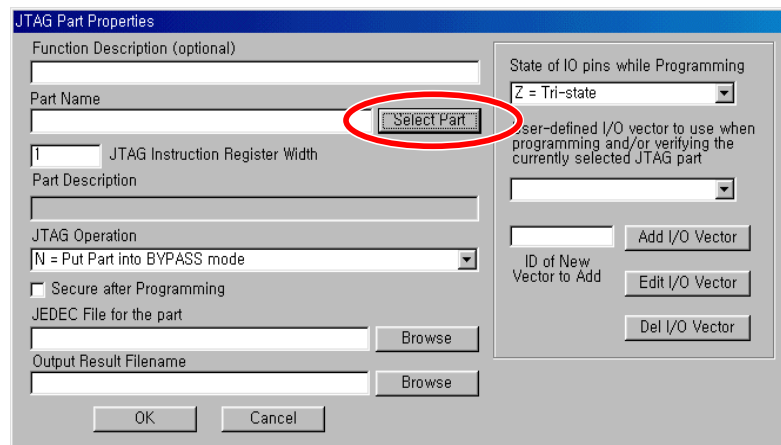 JTAG Part Properties
Function Description (optional)
Part Name
Select Part
1
JTAG Instruction Register Width
Part Description
JTAG Operation
N = Put Part into BYPASS mode
Secure after Programming
JEDEC File for the part
Browse
Output Result Filename
Browse
OK
Cancel
State of IO pins while Programming
Z = Tri-state
User-defined I/O vector to use when
programming and/or verifying the
currently selected JTAG part
Add I/O Vector
ID of New
Vector to Add
Edit I/O Vector
Del I/O Vector